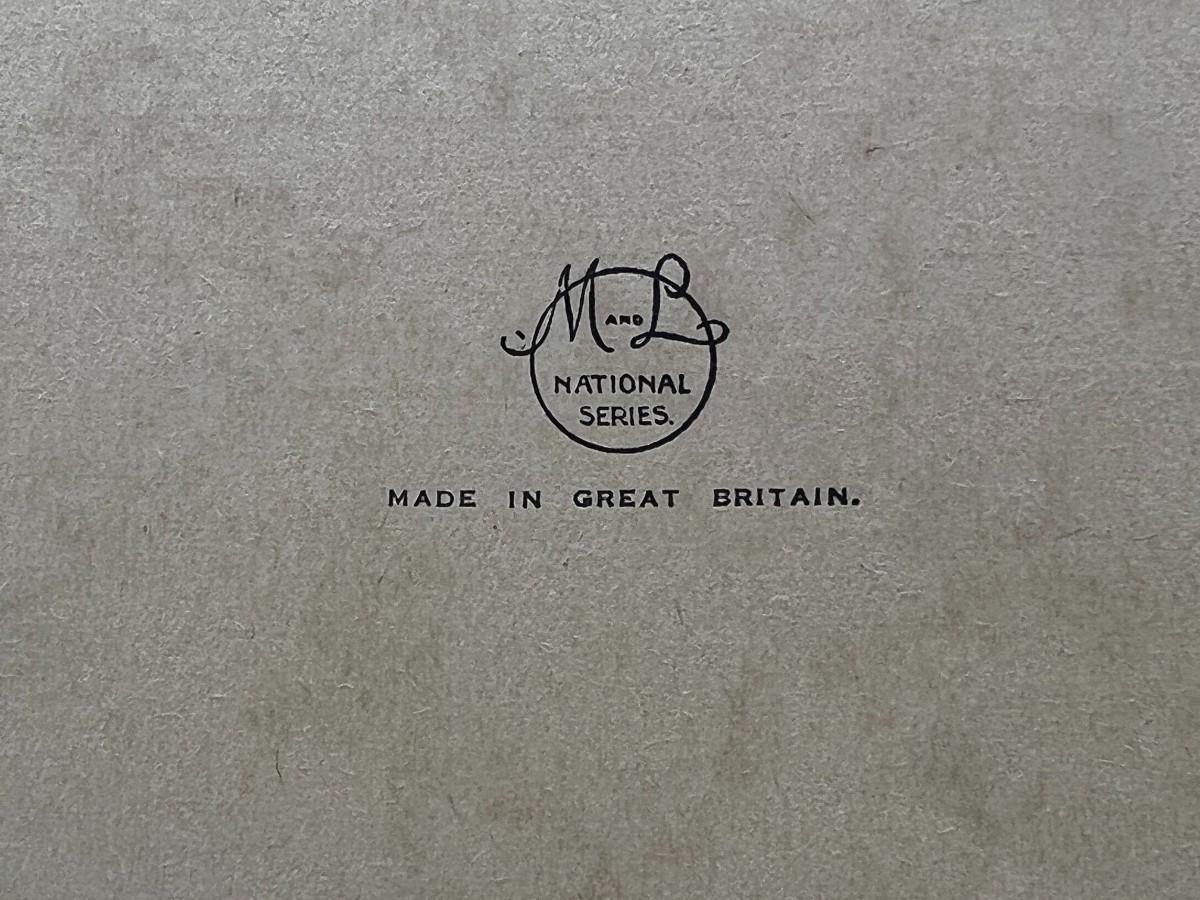 M AND L
NATIONAL
SERIES.
MADE IN GREAT BRITAIN.